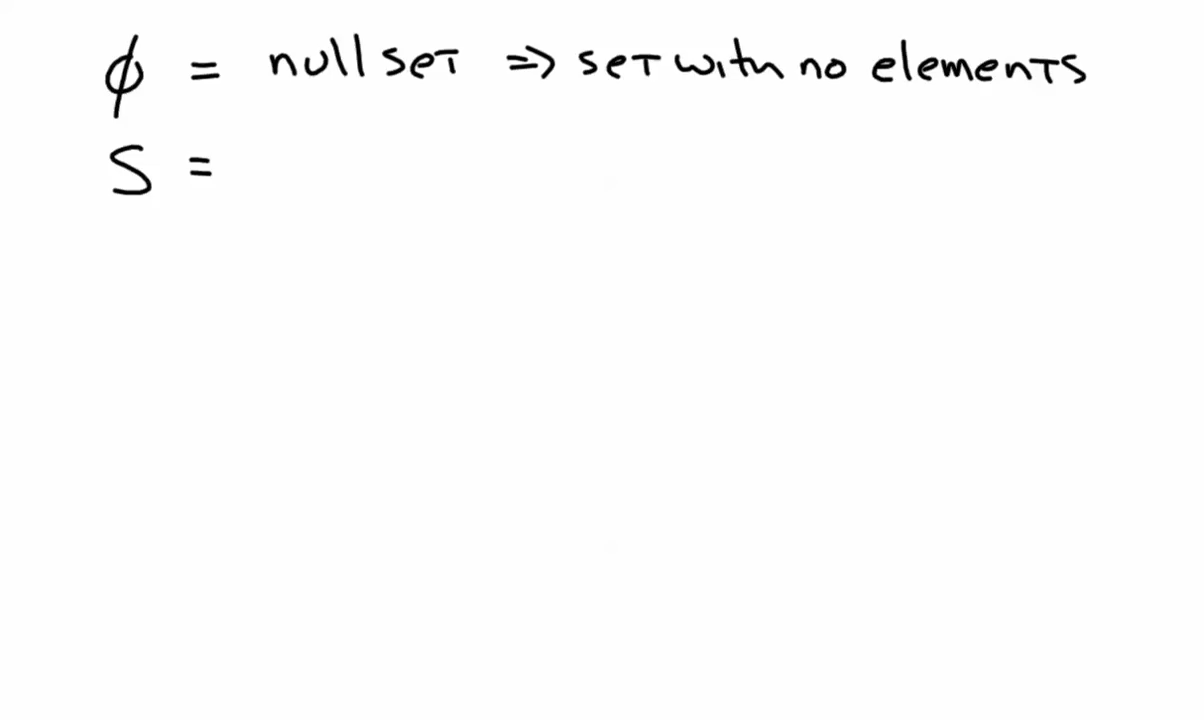 ϕ = null set => set with no elements
S =